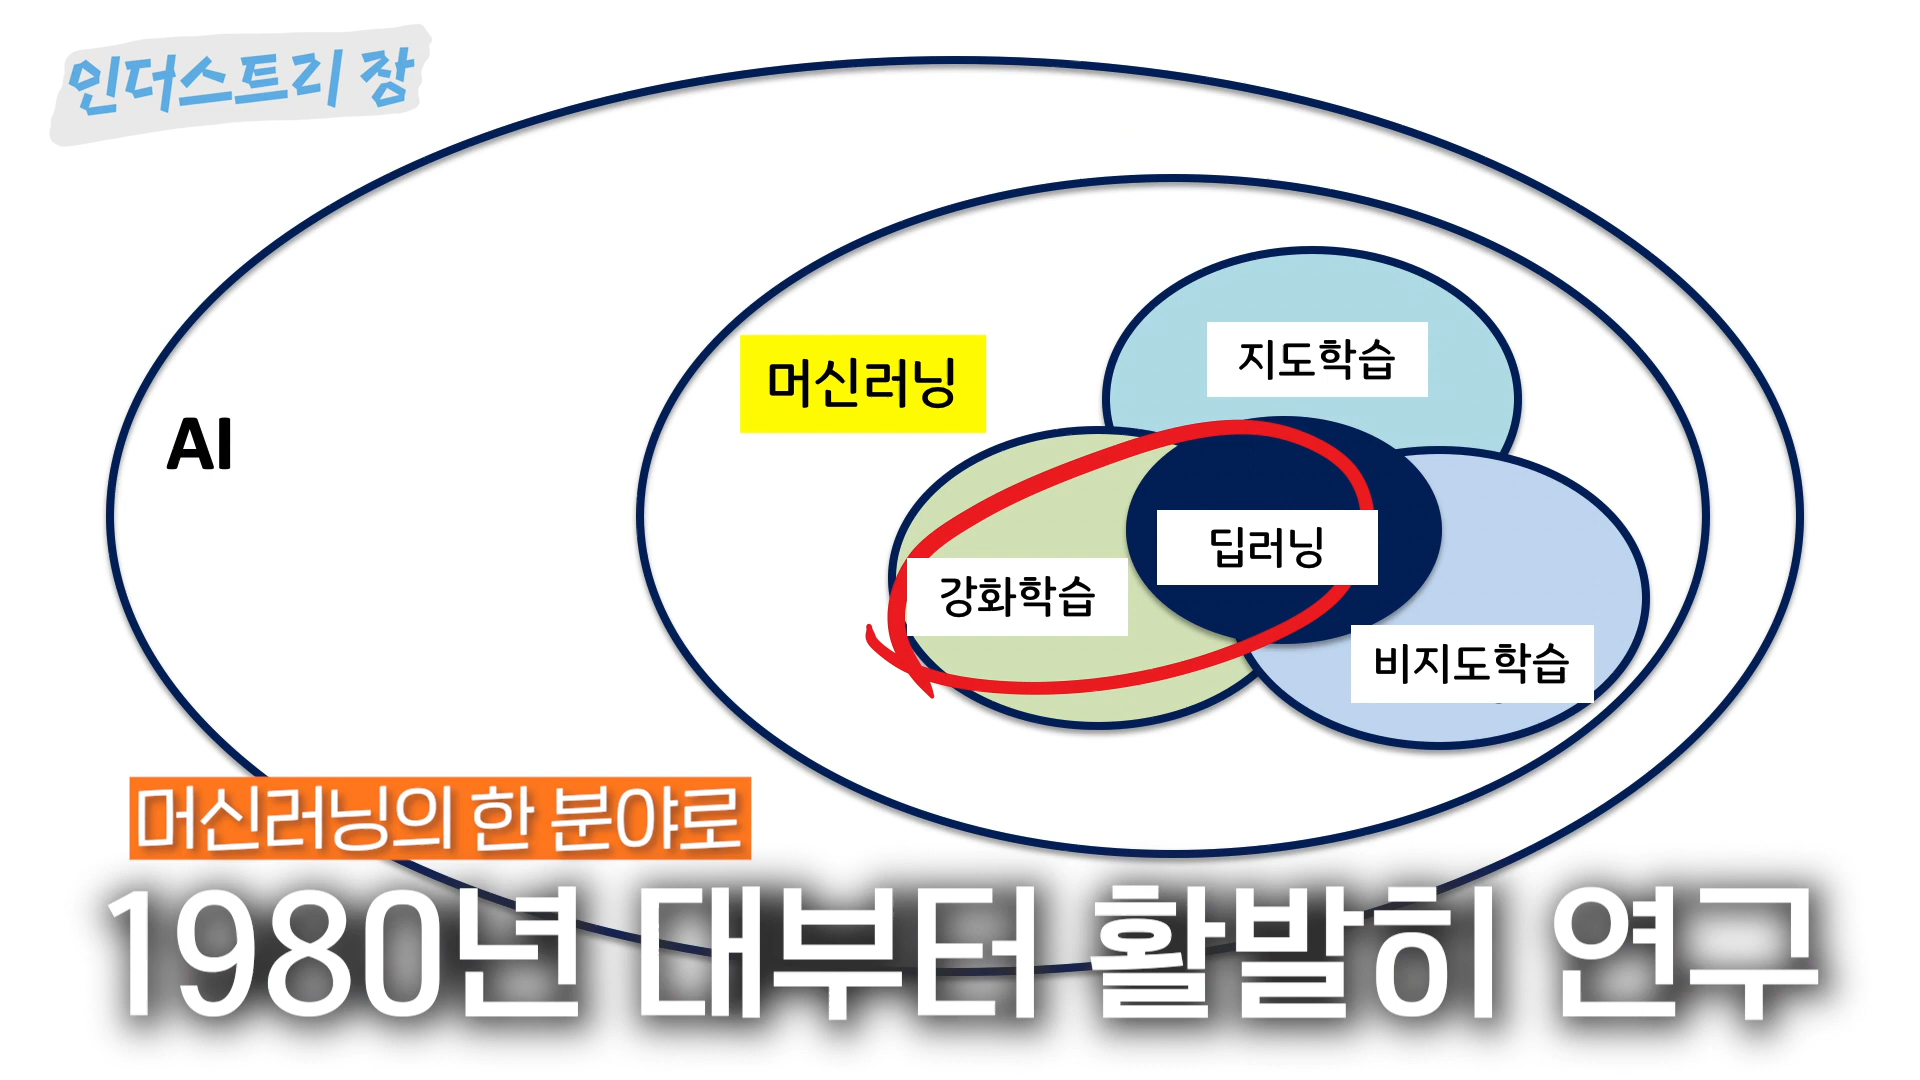 인더스트리 장
지도학습
머신러닝
AI
딥러닝
강화학습
비지도학습
머신러닝의 한 분야로
1980년 대부터 활발히 연구